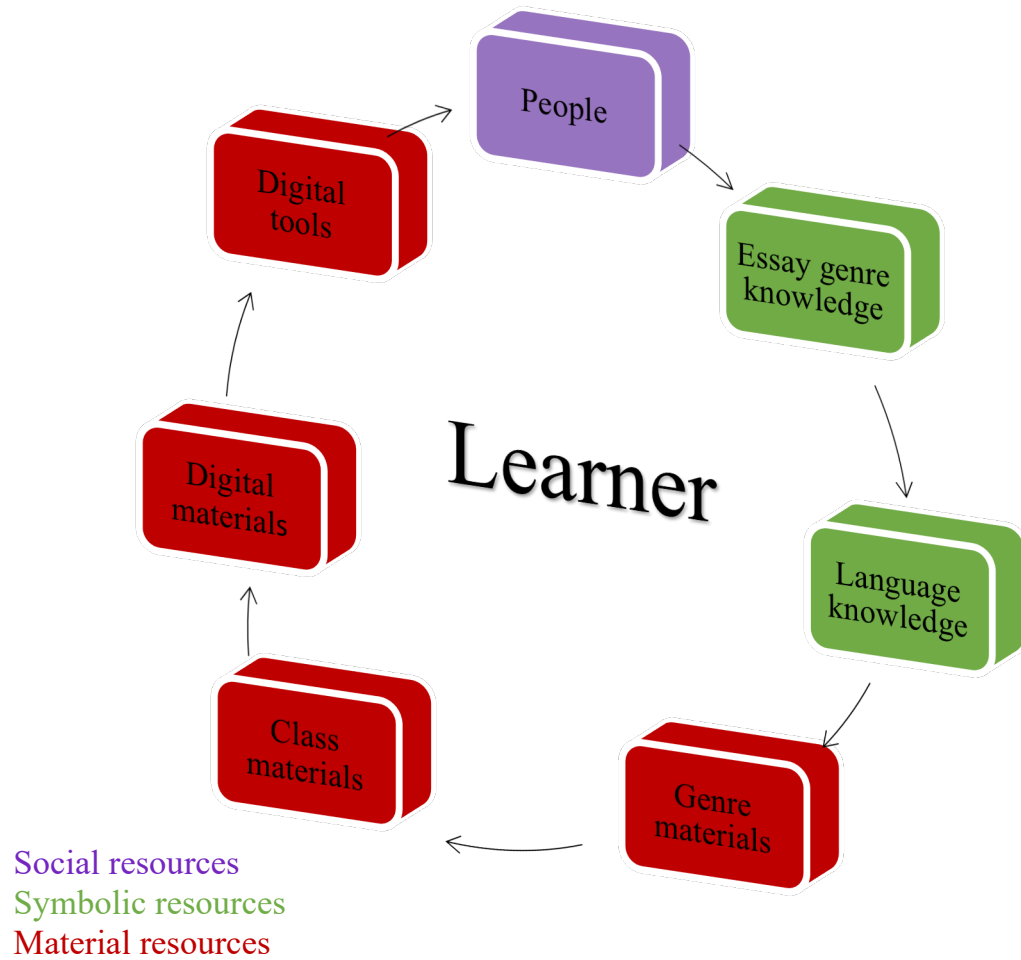 People
Essay genre
knowledge
Language
knowledge
Genre
materials
Class
materials
Digital
materials
Digital
tools
Learner
Social resources
Symbolic resources
Material resources